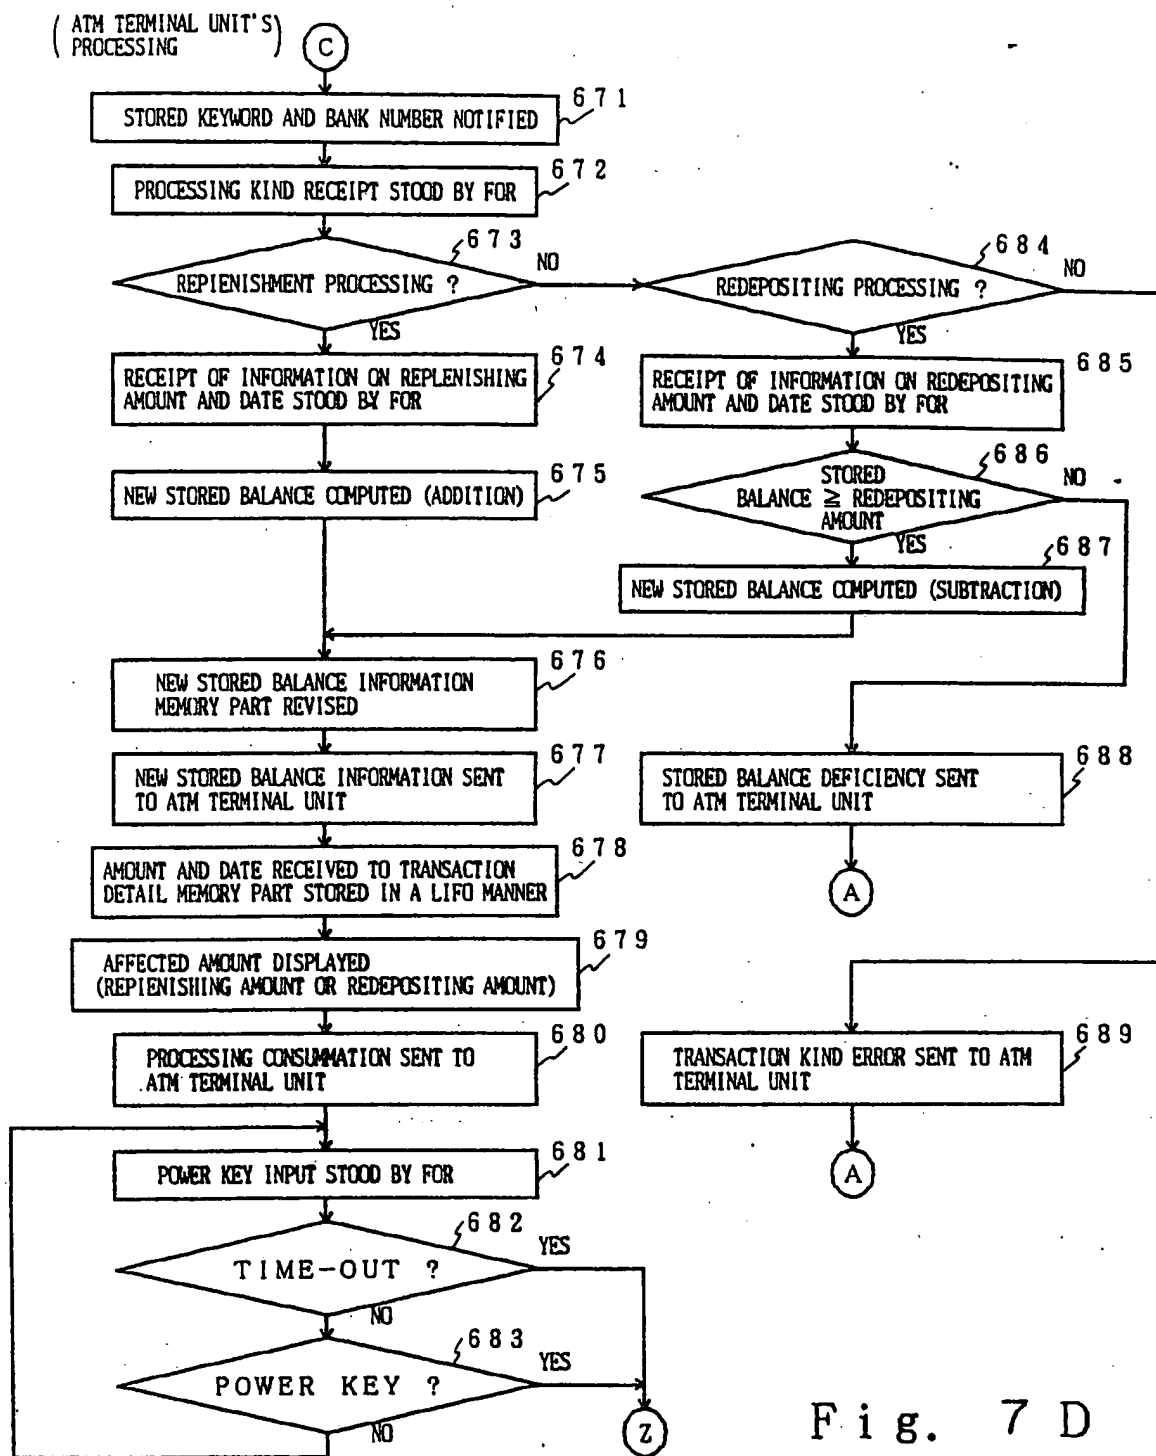 (ATM TERMINAL UNIT'S
PROCESSING)
C
STORED KEYWORD AND BANK NUMBER NOTIFIED
671
PROCESSING KIND RECEIPT STOOD BY FOR
672
REPIENISHMENT PROCESSING ?
673
NO
YES
REDEPOSITING PROCESSING ?
684
NO
YES
RECEIPT OF INFORMATION ON REPLENISHING
AMOUNT AND DATE STOOD BY FOR
674
RECEIPT OF INFORMATION ON REDEPOSITING
AMOUNT AND DATE STOOD BY FOR
685
NEW STORED BALANCE COMPUTED (ADDITION)
675
STORED
BALANCE ≧ REDEPOSITING
AMOUNT
686
NO
YES
NEW STORED BALANCE COMPUTED (SUBTRACTION)
687
NEW STORED BALANCE INFORMATION
MEMORY PART REVISED
676
NEW STORED BALANCE INFORMATION SENT
TO ATM TERMINAL UNIT
677
STORED BALANCE DEFICIENCY SENT
TO ATM TERMINAL UNIT
688
A
AMOUNT AND DATE RECEIVED TO TRANSACTION
DETAIL MEMORY PART STORED IN A LIFO MANNER
678
AFFECTED AMOUNT DISPLAYED
(REPIENISHING AMOUNT OR REDEPOSITING AMOUNT)
679
PROCESSING CONSUMMATION SENT TO
ATM TERMINAL UNIT
680
TRANSACTION KIND ERROR SENT TO ATM
TERMINAL UNIT
689
A
POWER KEY INPUT STOOD BY FOR
681
TIME-OUT ?
682
YES
NO
POWER KEY ?
683
YES
NO
Z
Fig. 7D